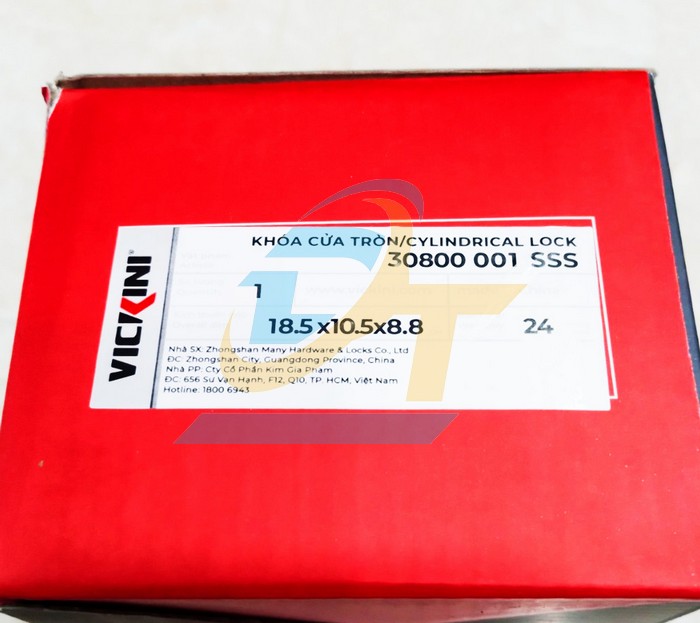 VICKINI
KHÓA CỬA TRÒN/CYLINDRICAL LOCK
30800 001 SSS
1
18.5x10.5x8.8 24
Nhà SX: Zhongshan Many Hardware & Locks Co., Ltd
ĐC: Zhongshan City, Guangdong Province, China
Nhà PP: Cty Cổ Phần Kim Gia Phạm
ĐC: 656 Sư Vạn Hạnh, F12, Q10, TP. HCM, Việt Nam
Hotline: 1800 6943
DT